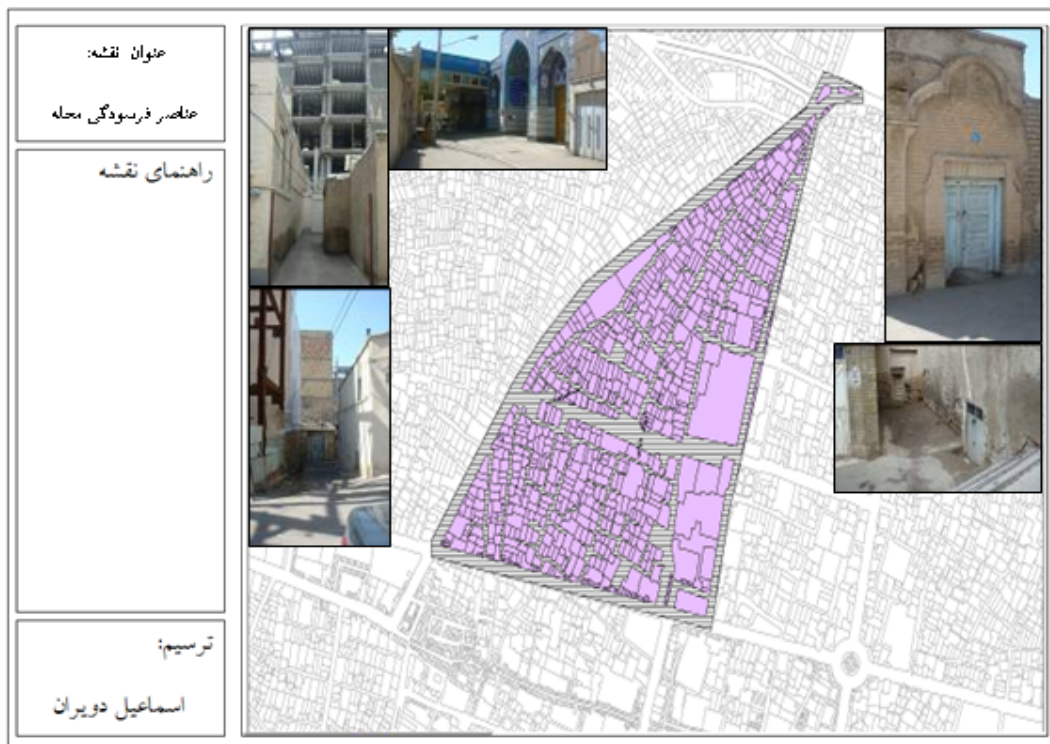 عنوان نقشه:
عناصر فرسودگی محله
راهنمای نقشه
ترسیم:
اسماعیل دویران